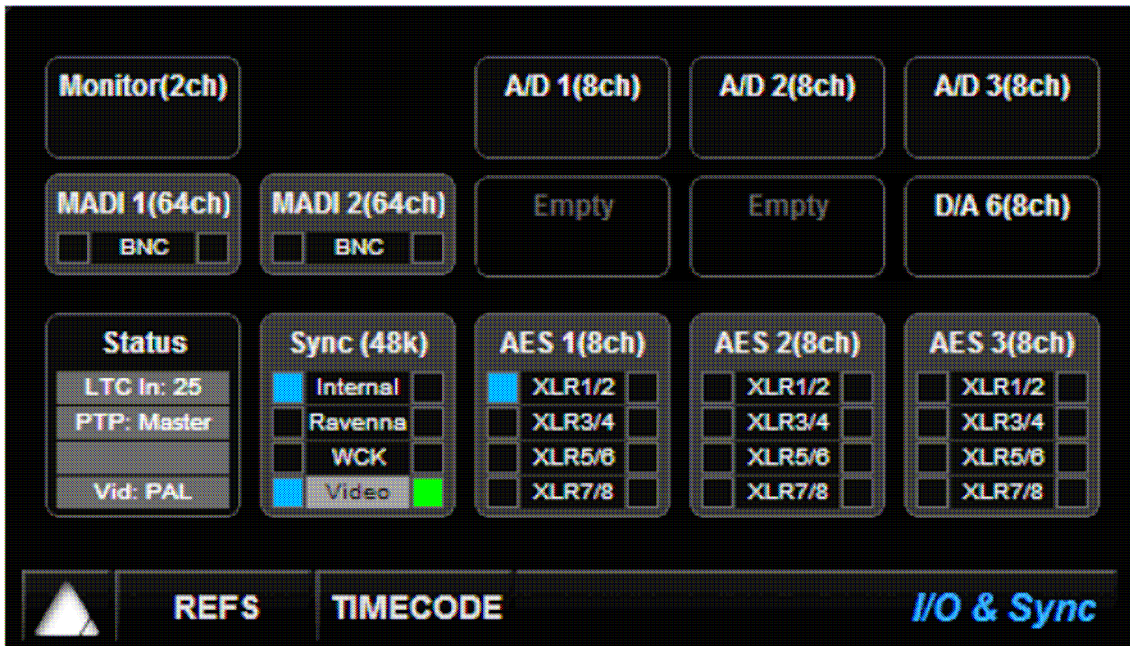 Monitor(2ch) A/D 1(8ch) A/D 2(8ch) A/D 3(8ch)
MADI 1(64ch) MADI 2(64ch) Empty Empty D/A 6(8ch)
BNC BNC
Status Sync (48k) AES 1(8ch) AES 2(8ch) AES 3(8ch)
LTC In: 25 Internal XLR1/2 XLR1/2 XLR1/2
PTP: Master Ravenna XLR3/4 XLR3/4 XLR3/4
WCK XLR5/6 XLR5/6 XLR5/6
Vid: PAL Video XLR7/8 XLR7/8 XLR7/8
REFS TIMECODE I/O & Sync